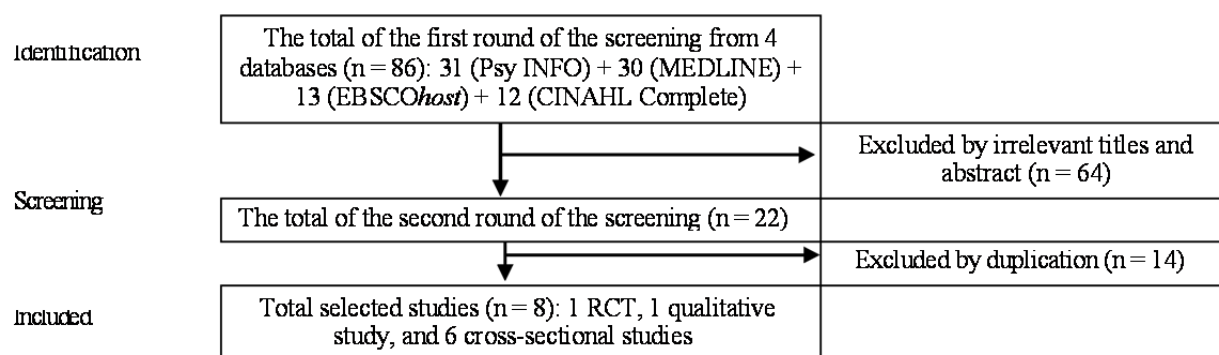 Identification
The total of the first round of the screening from 4
databases (n = 86): 31 (Psy INFO) + 30 (MEDLINE) +
13 (EBSCOhost) + 12 (CINAHL Complete)
Excluded by irrelevant titles and
abstract (n = 64)
Screening
The total of the second round of the screening (n = 22)
Excluded by duplication (n = 14)
Included
Total selected studies (n = 8): 1 RCT, 1 qualitative
study, and 6 cross-sectional studies